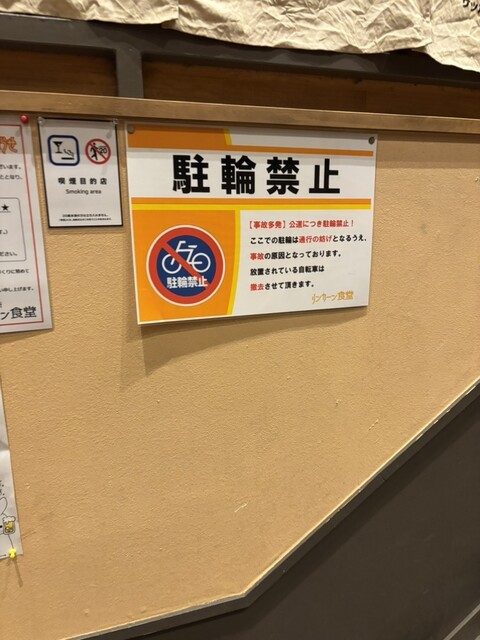 喫煙目的店
Smoking area
駐輪禁止
【事故多発】公道につき駐輪禁止！
ここでの駐輪は通行の妨げとなるうえ、
事故の原因となっております。
放置されている自転車は
撤去させて頂きます。
駐輪禁止
食堂
食堂